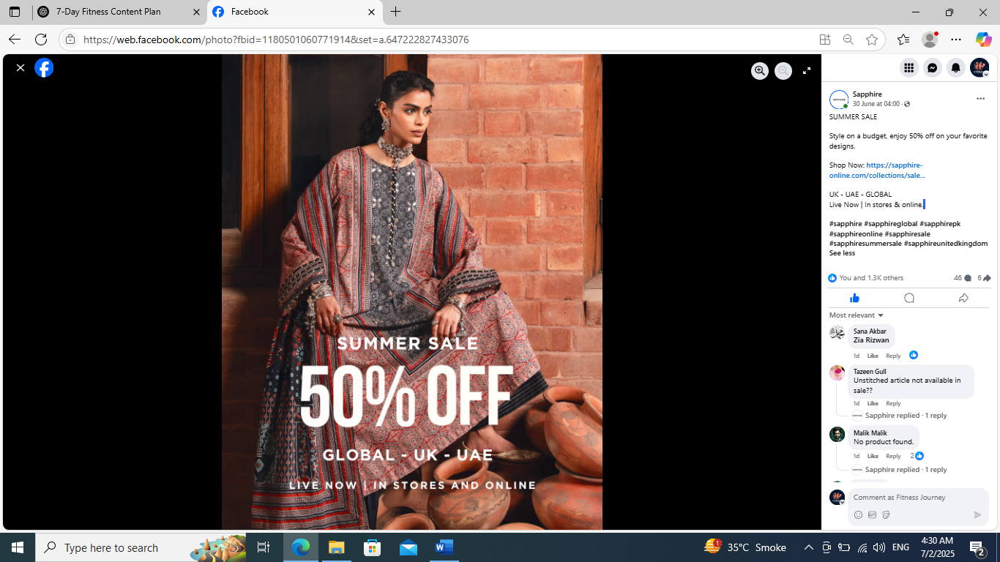 7-Day Fitness Content Plan
Facebook
https://web.facebook.com/photo?fbid=1180501060771914&set=a.647222827433076
SUMMER SALE
50% OFF
GLOBAL - UK - UAE
LIVE NOW | IN STORES AND ONLINE
Sapphire
30 June at 04:00 ·
SUMMER SALE
Style on a budget, enjoy 50% off on your favorite
designs.
Shop Now: https://sapphire-
online.com/collections/sale...
UK - UAE - GLOBAL
Live Now | In stores & online.
#sapphire #sapphireglobal #sapphirepk
#sapphireonline #sapphiresale
#sapphiresummersale #sapphireunitedkingdom
See less
You and 1.3K others 46 6
Most relevant
Sana Akbar
Zia Rizwan
1d Like Reply
Tazeen Gull
Unstitched article not available in
sale??
1d Like Reply
Sapphire replied · 1 reply
Malik Malik
No product found.
1d Like Reply 2
Sapphire replied · 1 reply
Comment as Fitness Journey
GIF
Type here to search
1
35°C Smoke
ENG
4:30 AM
7/2/2025
2